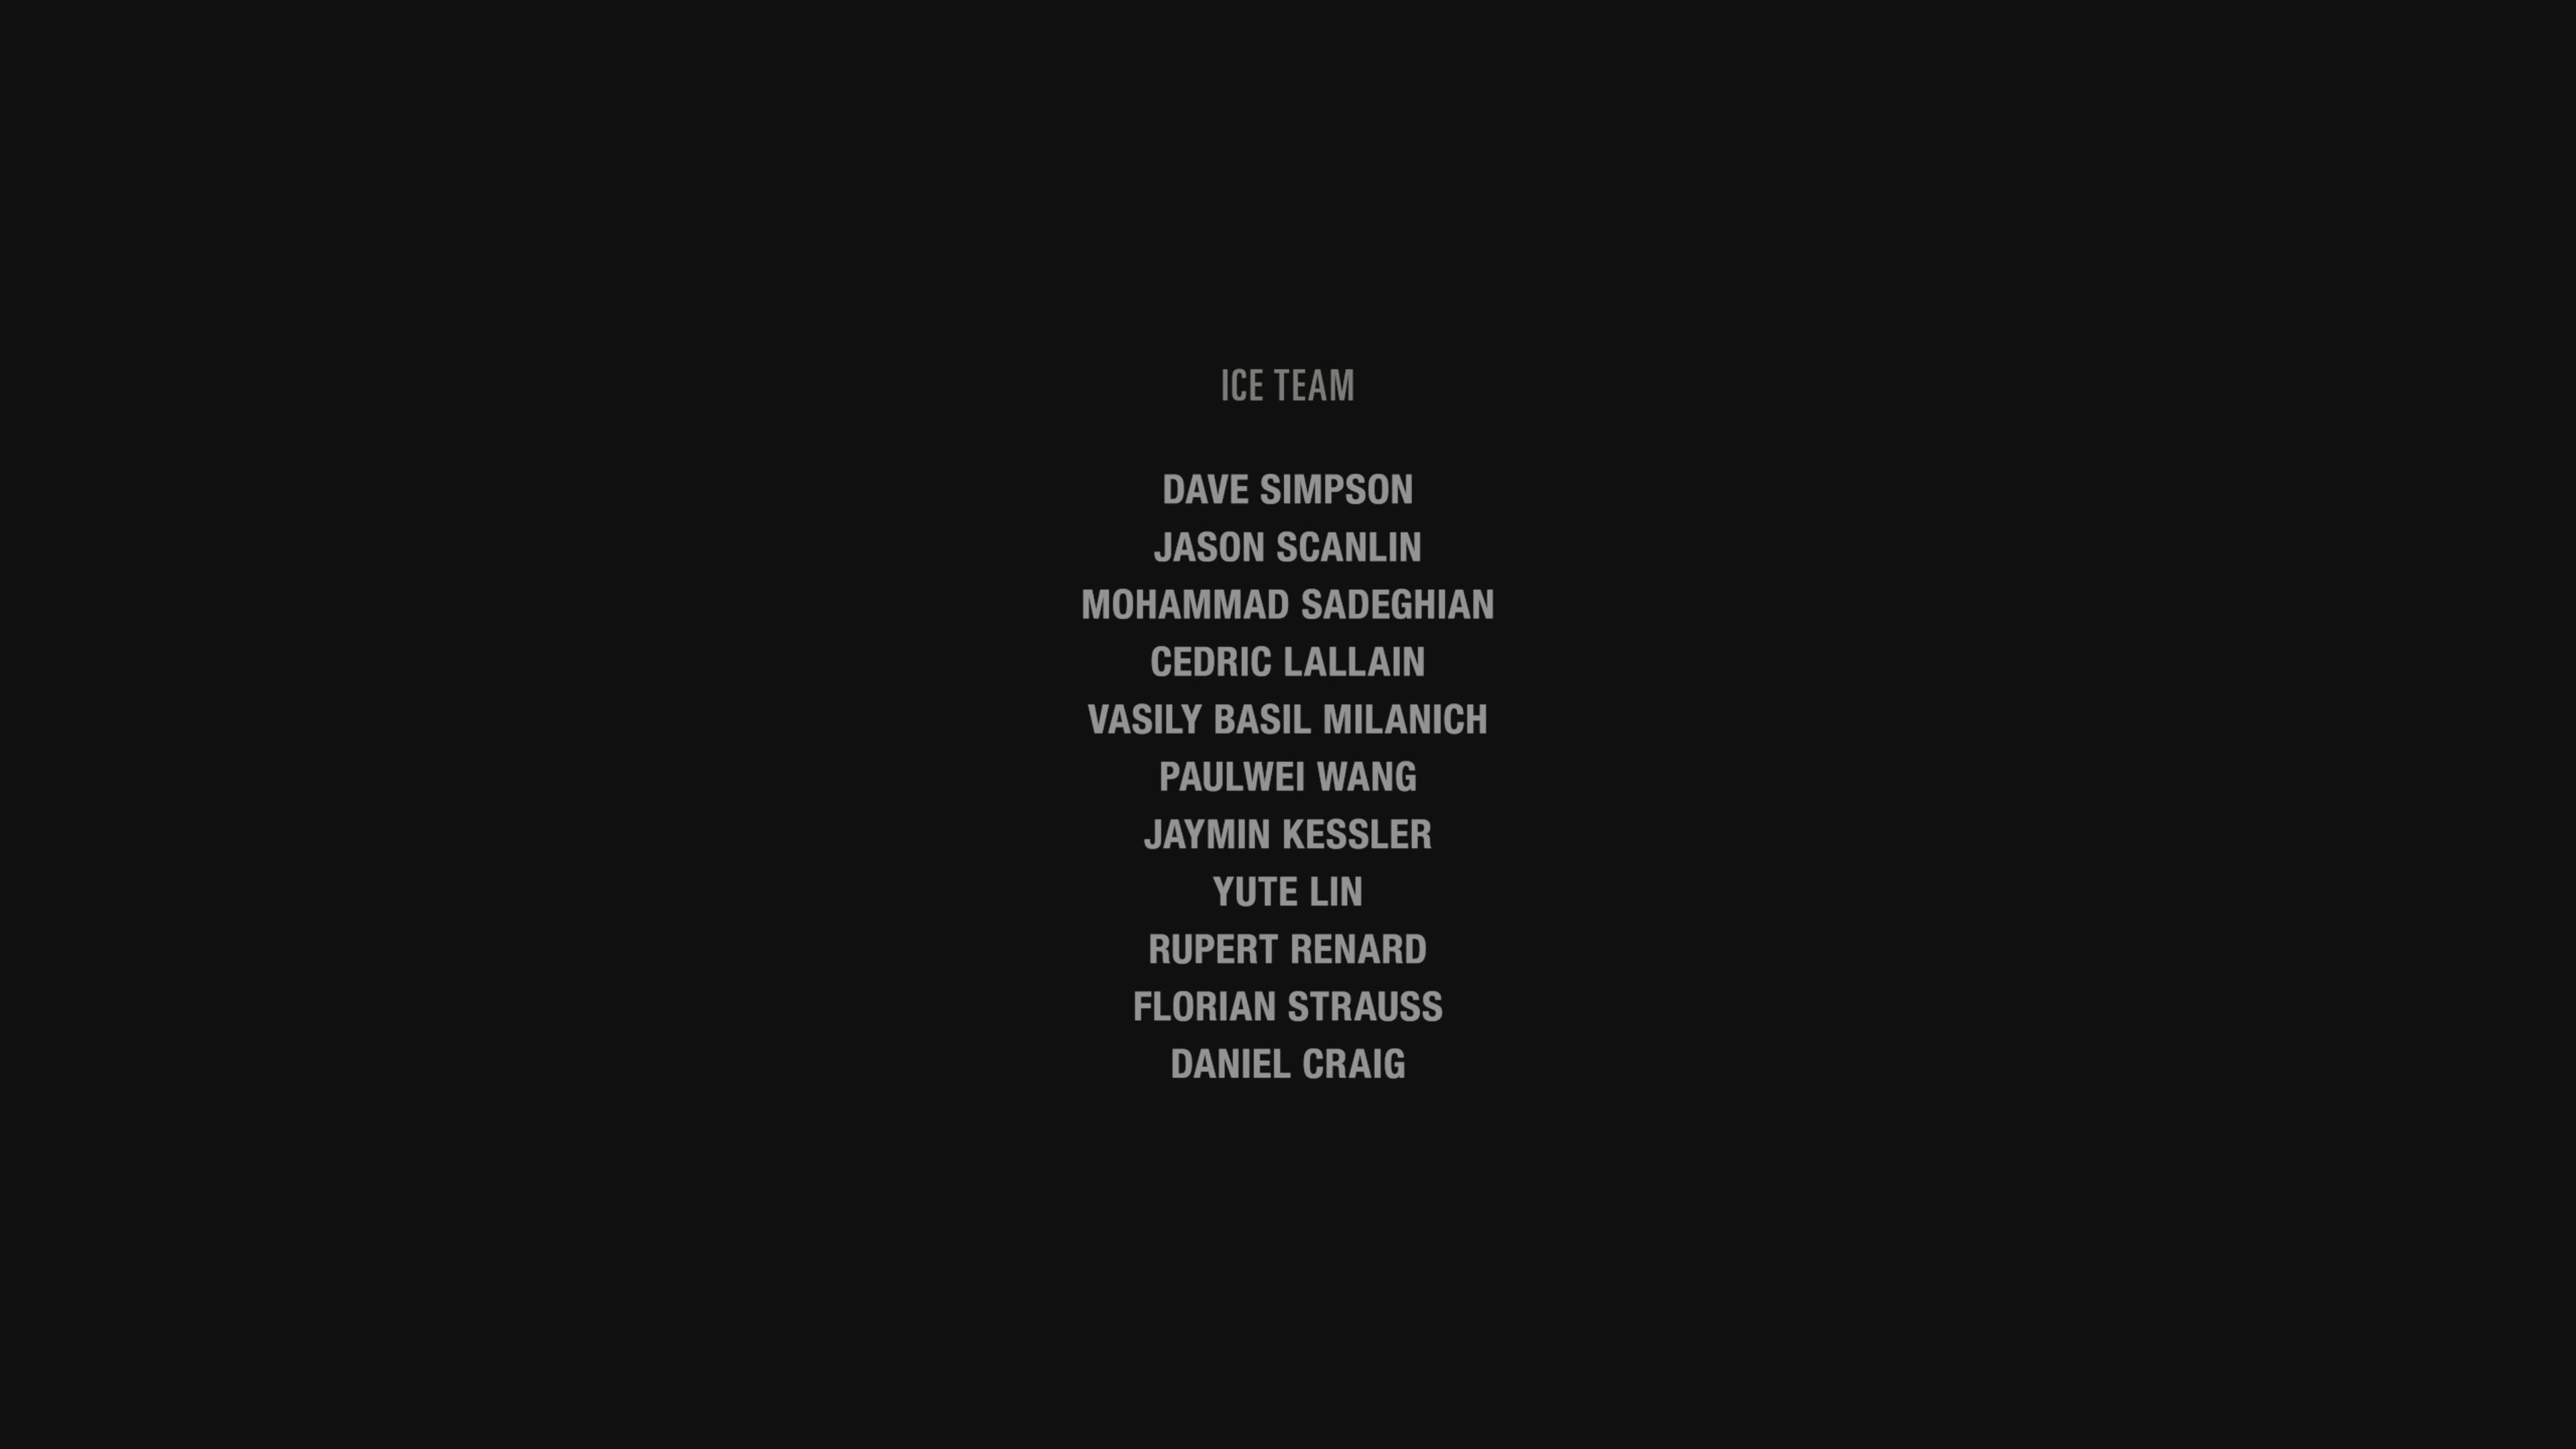 ICE TEAM
DAVE SIMPSON
JASON SCANLIN
MOHAMMAD SADEGHIAN
CEDRIC LALLAIN
VASILY BASIL MILANICH
PAULWEI WANG
JAYMIN KESSLER
YUTE LIN
RUPERT RENARD
FLORIAN STRAUSS
DANIEL CRAIG